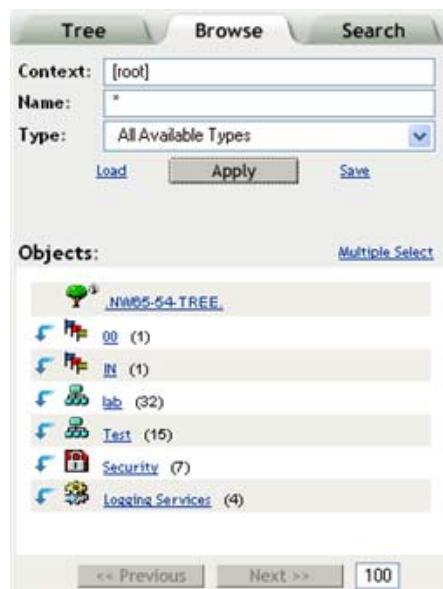 Tree Browse Search
Context: [root]
Name: *
Type: All Available Types
Load Apply Save
Objects: Multiple Select
.NW65-54-TREE.
00 (1)
IN (1)
lab (32)
Test (15)
Security (7)
Logging Services (4)
<< Previous Next >> 100